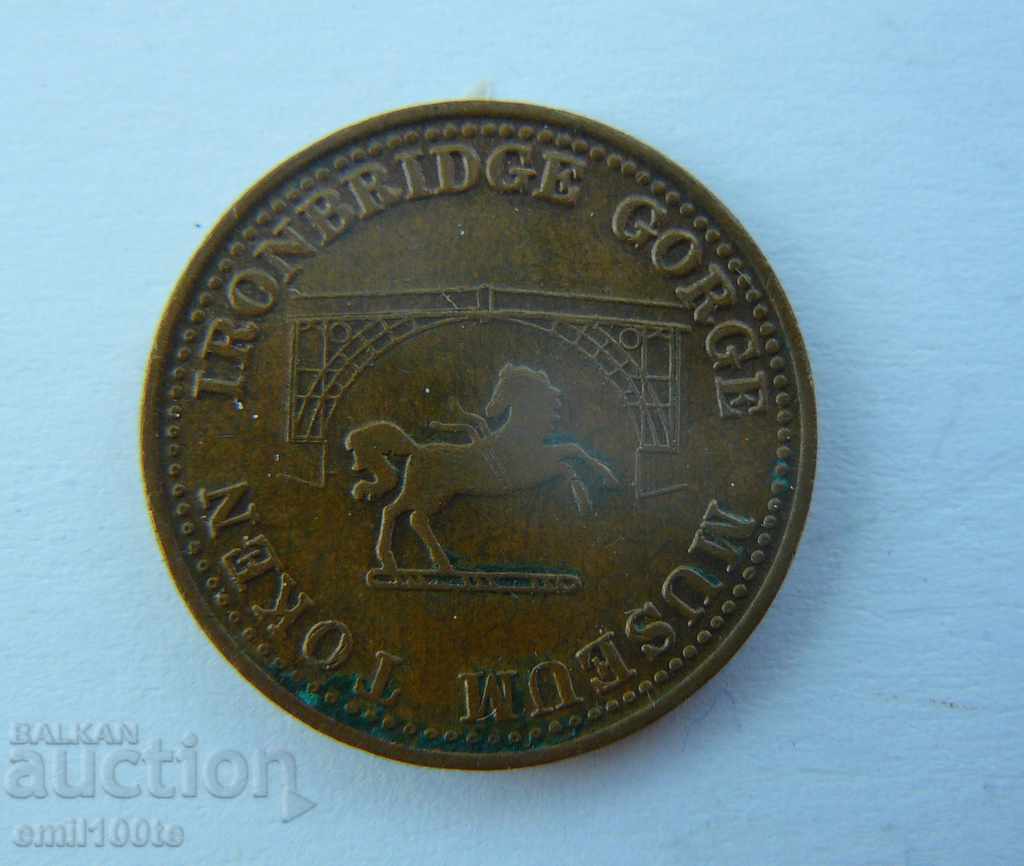 IRONBRIDGE GORGE MUSEUM TOKEN
BALKAN
auction
emil100te